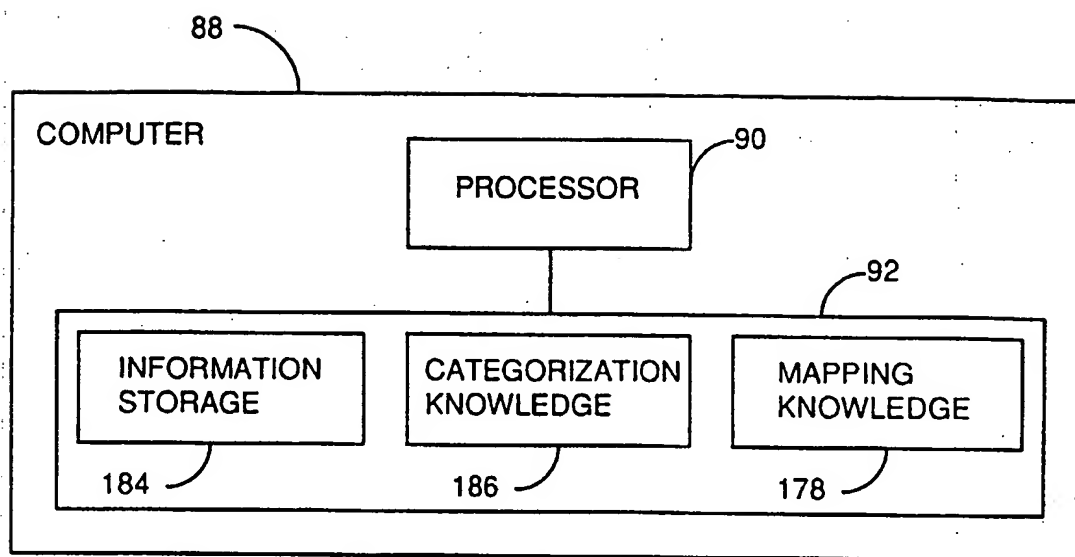 88
COMPUTER
90
PROCESSOR
92
INFORMATION
STORAGE
CATEGORIZATION
KNOWLEDGE
MAPPING
KNOWLEDGE
184
186
178